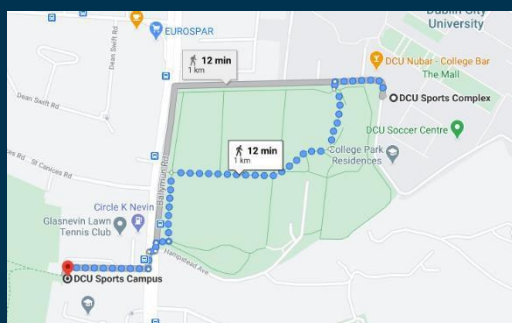 Dublin City
University
EUROSPAR
Dean Swift Rd
12 min
1 km
DCU Nubar - College Bar
The Mall
DCU Sports Complex
Dean Swift Rd
DCU Soccer Centre
12 min
1 km
College Park
Residences
Ballymun Rd
St Canices Rd
Circle K Nevin
Glasnevin Lawn
Tennis Club
Hampstead Ave
DCU Sports Campus